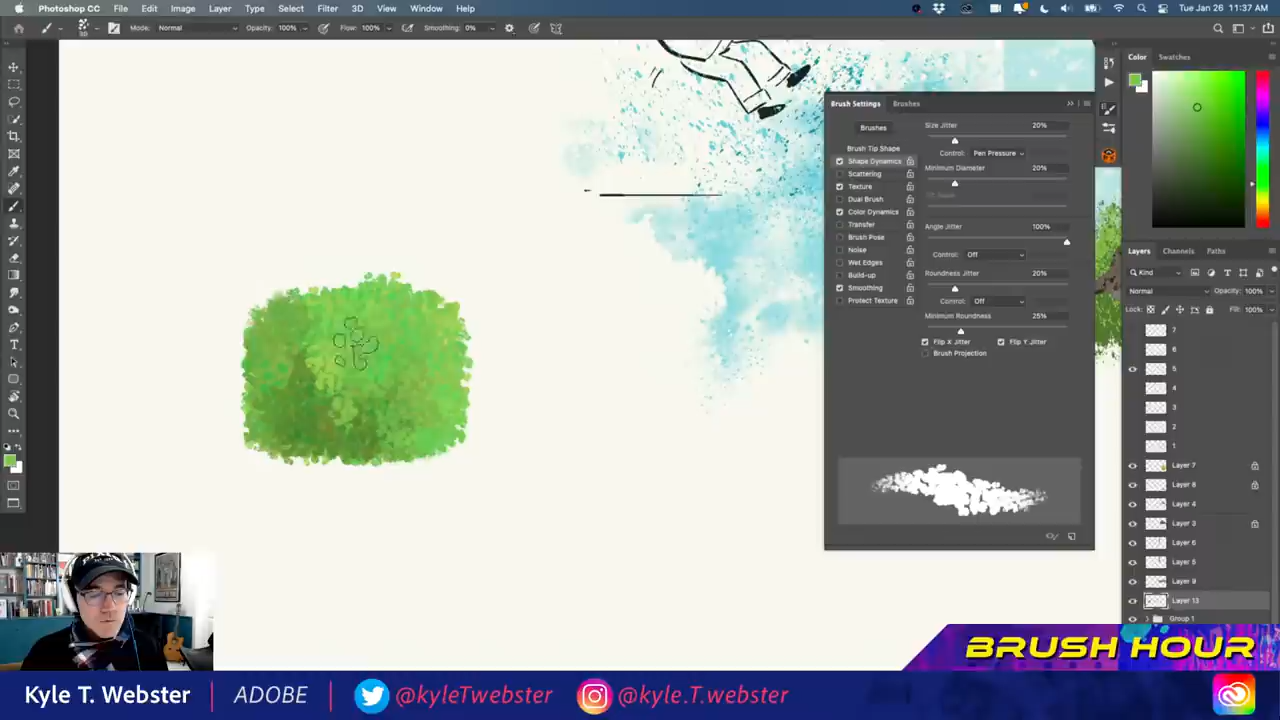 Photoshop CC File Edit Image Layer Type Select Filter 3D View Window Help Tue Jan 26 11:37 AM
30 Mode: Normal Opacity: 100% Flow: 100% Smoothing: 0%
Color Swatches
Brush Settings Brushes
Brushes
Brush Tip Shape
Shape Dynamics
Scattering
Texture
Dual Brush
Color Dynamics
Transfer
Brush Pose
Noise
Wet Edges
Build-up
Smoothing
Protect Texture
Size Jitter 20%
Control: Pen Pressure
Minimum Diameter 20%
Angle Jitter 100%
Control: Off
Roundness Jitter 20%
Control: Off
Minimum Roundness 25%
Flip X Jitter Flip Y Jitter
Brush Projection
Layers Channels Paths
Kind
Normal Opacity: 100%
Lock: Fill: 100%
7
6
5
4
3
2
1
Layer 7
Layer 8
Layer 4
Layer 3
Layer 6
Layer 5
Layer 9
Layer 13
Group 1
BRUSH HOUR
Kyle T. Webster | ADOBE | @kyleTwebster @kyle.T.webster